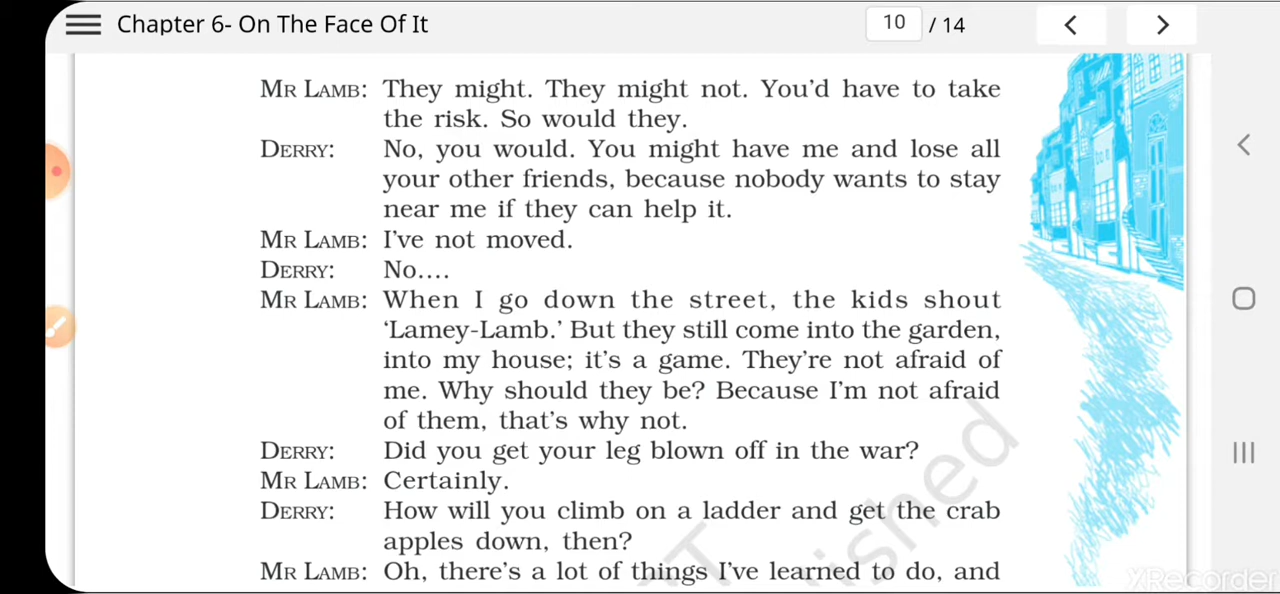 Chapter 6- On The Face Of It
10 / 14
MR LAMB: They might. They might not. You'd have to take
the risk. So would they.
DERRY: No, you would. You might have me and lose all
your other friends, because nobody wants to stay
near me if they can help it.
MR LAMB: I've not moved.
DERRY: No....
MR LAMB: When I go down the street, the kids shout
'Lamey-Lamb.' But they still come into the garden,
into my house; it's a game. They're not afraid of
me. Why should they be? Because I'm not afraid
of them, that's why not.
DERRY: Did you get your leg blown off in the war?
MR LAMB: Certainly.
DERRY: How will you climb on a ladder and get the crab
apples down, then?
MR LAMB: Oh, there's a lot of things I've learned to do, and
XRecorder